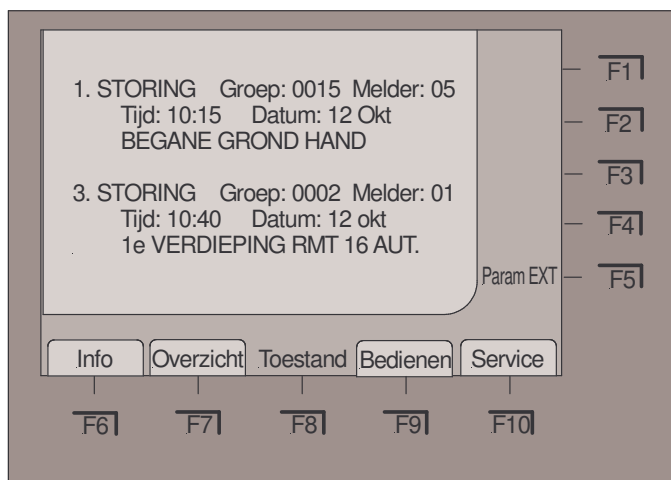 1. STORING Groep: 0015 Melder: 05
Tijd: 10:15 Datum: 12 Okt
BEGANE GROND HAND
3. STORING Groep: 0002 Melder: 01
Tijd: 10:40 Datum: 12 okt
1e VERDIEPING RMT 16 AUT.
F1
F2
F3
F4
Param EXT F5
Info Overzicht Toestand Bedienen Service
F6 F7 F8 F9 F10